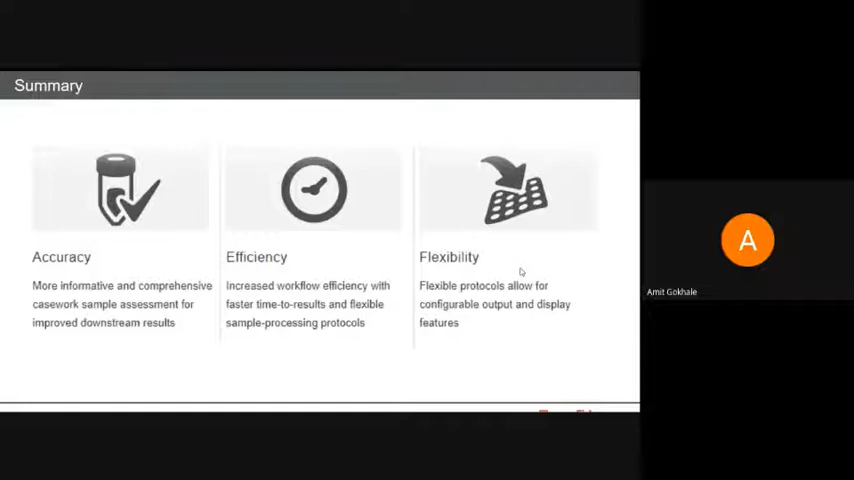 Summary
Accuracy
More informative and comprehensive
casework sample assessment for
improved downstream results
Efficiency
Increased workflow efficiency with
faster time-to-results and flexible
sample-processing protocols
Flexibility
Flexible protocols allow for
configurable output and display
features
A
Amit Gokhale